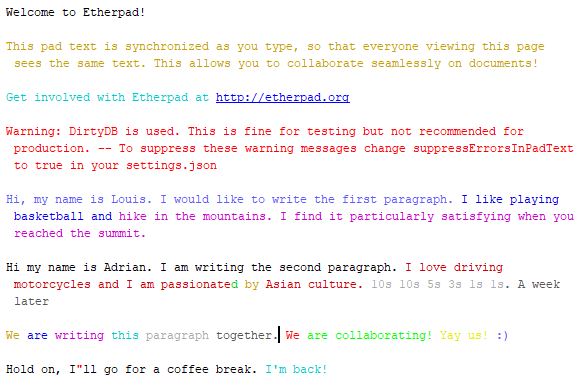 Welcome to Etherpad!
This pad text is synchronized as you type, so that everyone viewing this page
sees the same text. This allows you to collaborate seamlessly on documents!
Get involved with Etherpad at http://etherpad.org
Warning: DirtyDB is used. This is fine for testing but not recommended for
production. -- To suppress these warning messages change suppressErrorsInPadText
to true in your settings.json
Hi, my name is Louis. I would like to write the first paragraph. I like playing
basketball and hike in the mountains. I find it particularly satisfying when you
reached the summit.
Hi my name is Adrian. I am writing the second paragraph. I love driving
motorcycles and I am passionated by Asian culture. 10s 10s 5s 3s 1s 1s. A week
later
We are writing this paragraph together. We are collaborating! Yay us! :)
Hold on, I"ll go for a coffee break. I'm back!